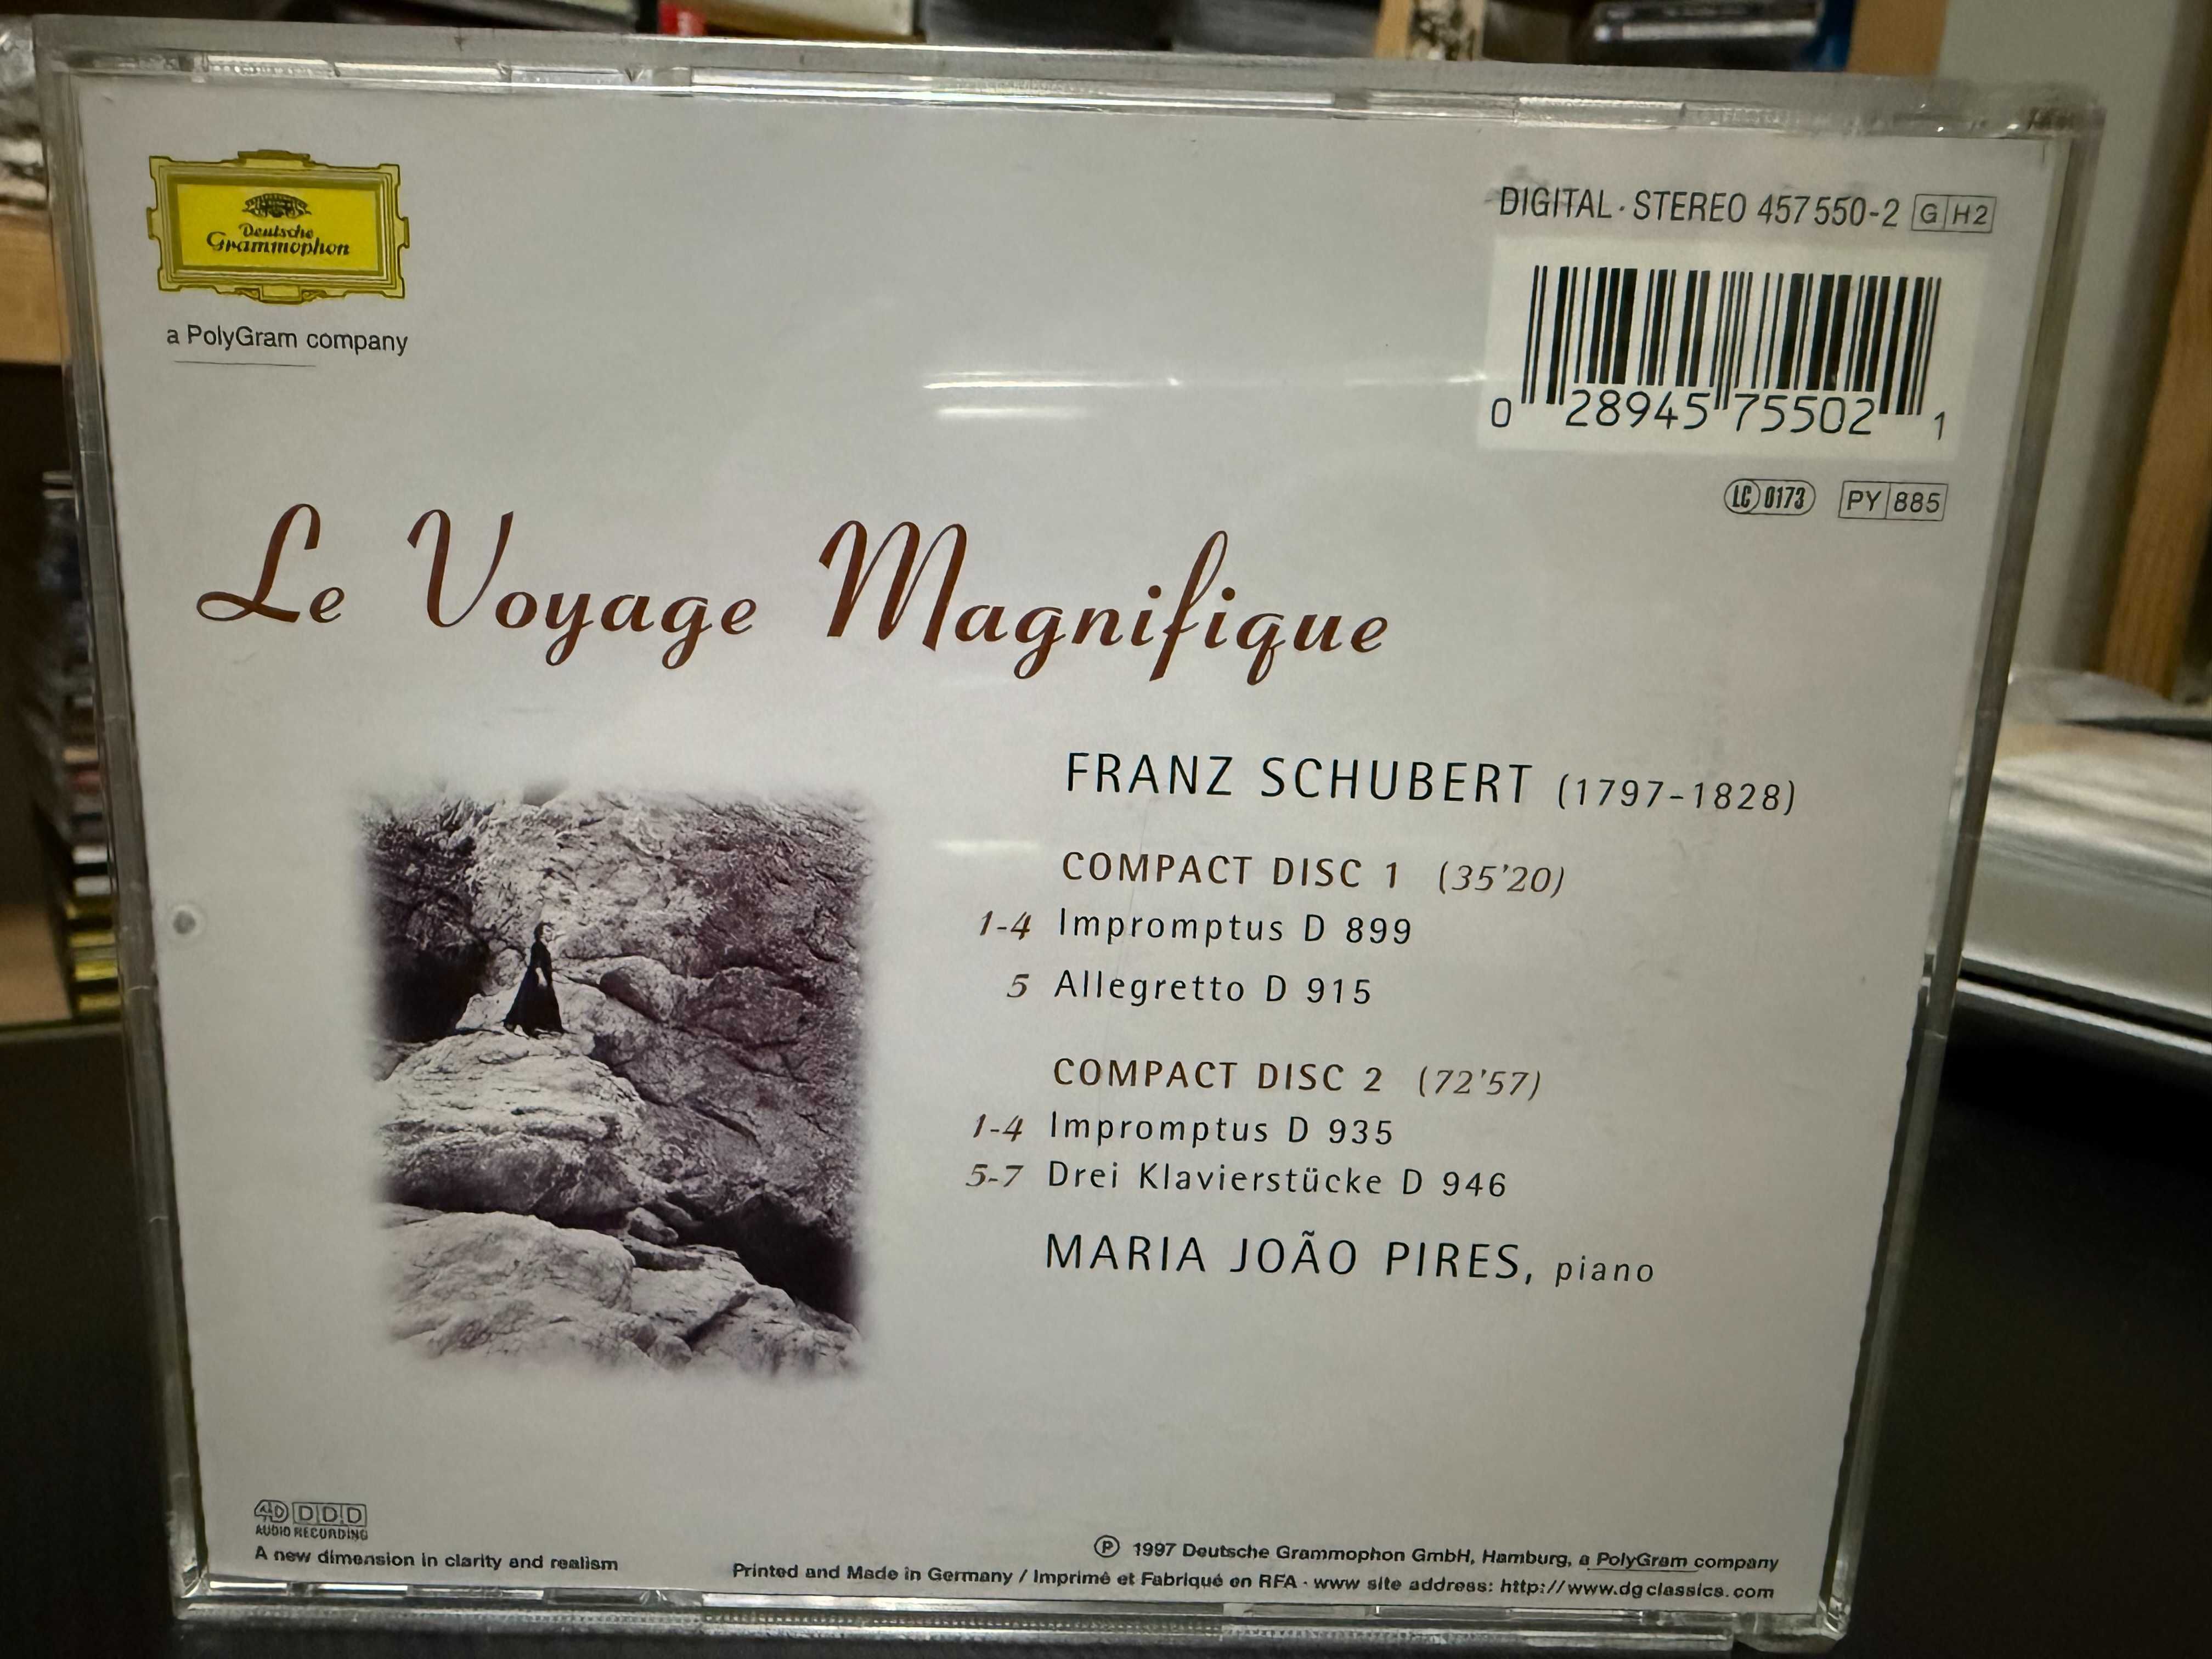 Deutsche
Grammophon
a PolyGram company
DIGITAL · STEREO 457 550-2 G H2
0 28945 75502 1
LC 0173 PY 885
Le Voyage Magnifique
FRANZ SCHUBERT (1797–1828)
COMPACT DISC 1 (35'20)
1-4 Impromptus D 899
5 Allegretto D 915
COMPACT DISC 2 (72'57)
1-4 Impromptus D 935
5-7 Drei Klavierstücke D 946
MARIA JOÃO PIRES, piano
4D DDD
AUDIO RECORDING
A new dimension in clarity and realism
℗ 1997 Deutsche Grammophon GmbH, Hamburg, a PolyGram company
Printed and Made in Germany / Imprimé et Fabriqué en RFA · www site address: http://www.dgclassics.com